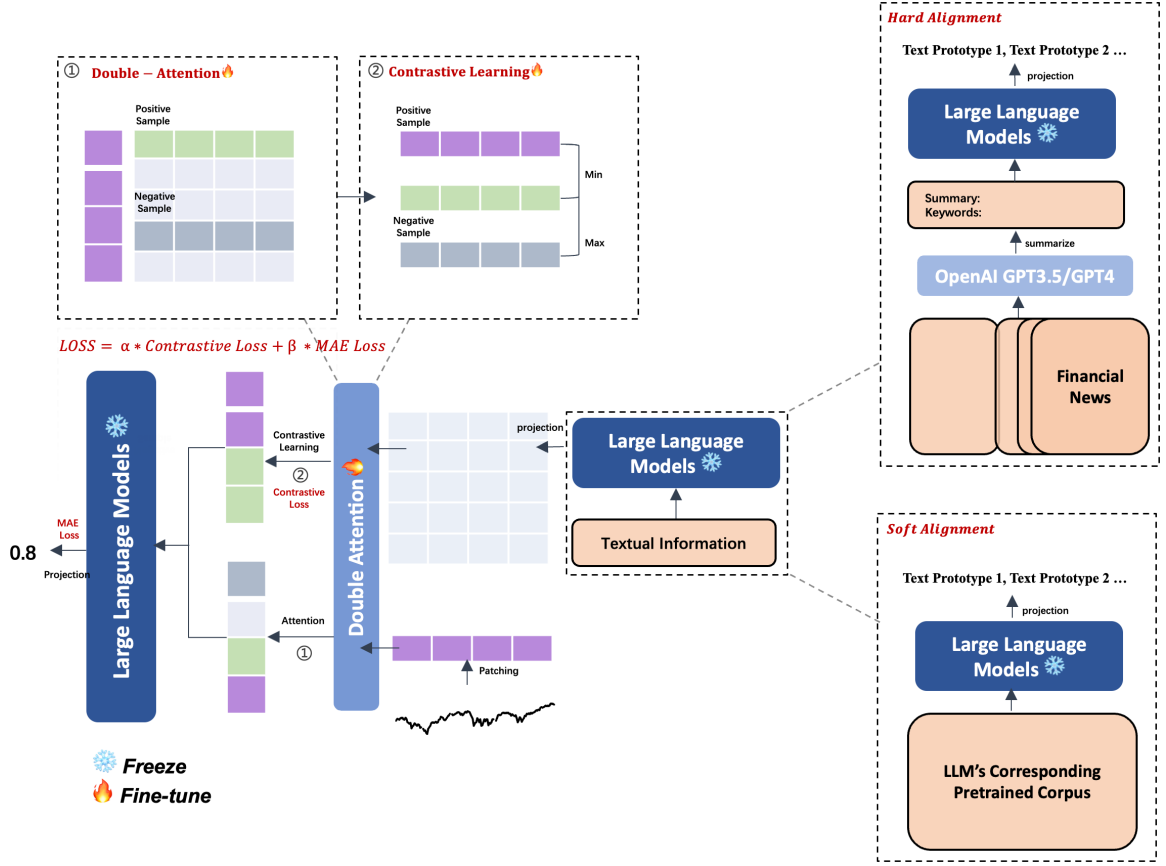 ① Double – Attention
Positive
Sample
Negative
Sample
② Contrastive Learning
Positive
Sample
Min
Negative
Sample
Max
LOSS = α ∗ Contrastive Loss + β ∗ MAE Loss
Large Language Models
MAE
Loss
0.8
Projection
Contrastive
Learning
②
Contrastive
Loss
Attention
①
Double Attention
projection
Large Language
Models
Textual Information
Patching
Freeze
Fine-tune
Hard Alignment
Text Prototype 1, Text Prototype 2 ...
projection
Large Language
Models
Summary:
Keywords:
summarize
OpenAI GPT3.5/GPT4
Financial
News
Soft Alignment
Text Prototype 1, Text Prototype 2 ...
projection
Large Language
Models
LLM's Corresponding
Pretrained Corpus